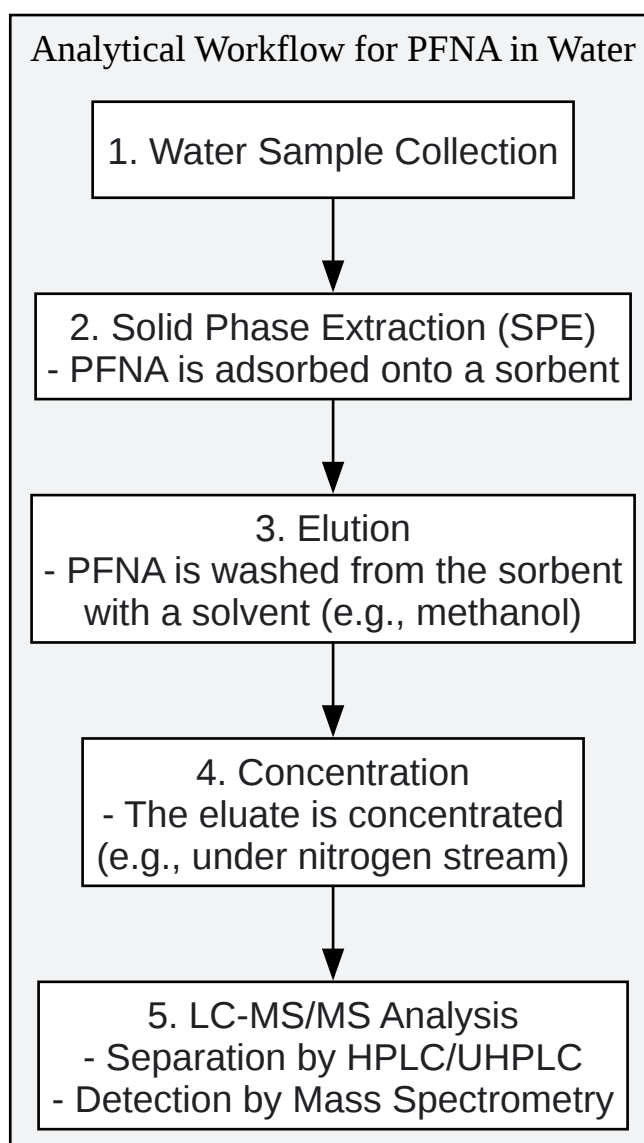 Analytical Workflow for PFNA in Water
1. Water Sample Collection
2. Solid Phase Extraction (SPE)
- PFNA is adsorbed onto a sorbent
3. Elution
- PFNA is washed from the sorbent
with a solvent (e.g., methanol)
4. Concentration
- The eluate is concentrated
(e.g., under nitrogen stream)
5. LC-MS/MS Analysis
- Separation by HPLC/UHPLC
- Detection by Mass Spectrometry